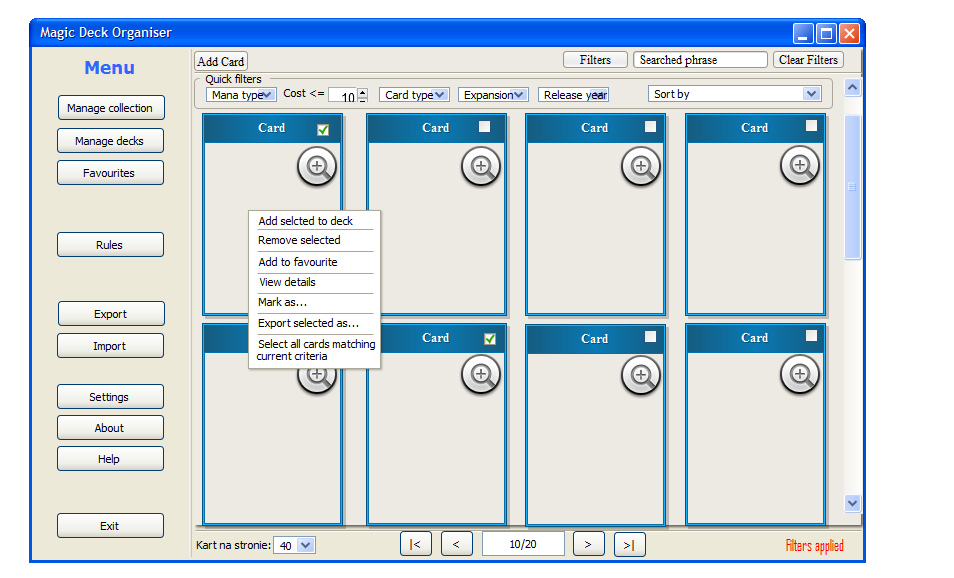 Magic Deck Organiser
Menu
Manage collection
Manage decks
Favourites
Rules
Export
Import
Settings
About
Help
Exit
Add Card
Filters
Searched phrase
Clear Filters
Quick filters
Mana type
Cost <=
10
Card type
Expansion
Release year
Sort by
Card
Card
Card
Card
Add selcted to deck
Remove selected
Add to favourite
View details
Mark as...
Export selected as...
Select all cards matching
current criteria
Card
Card
Card
Kart na stronie:
40
|<
<
10/20
>
>|
Filters applied